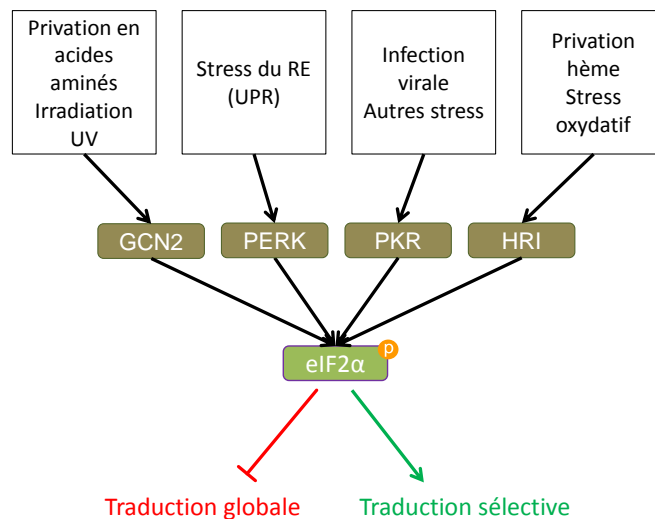 Privation en
acides
aminés
Irradiation
UV
Stress du RE
(UPR)
Infection
virale
Autres stress
Privation
hème
Stress
oxydatif
GCN2
PERK
PKR
HRI
eIF2α
p
Traduction globale
Traduction sélective